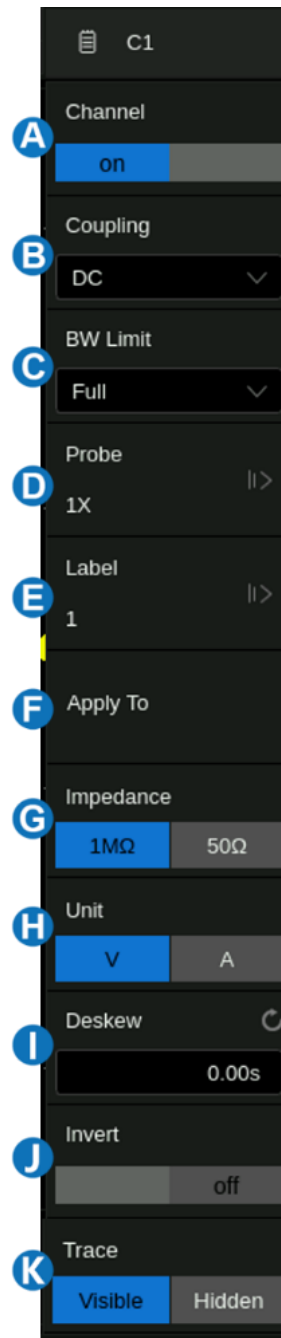 C1
A
Channel
on
B
Coupling
DC
C
BW Limit
Full
D
Probe
1X
E
Label
1
F
Apply To
G
Impedance
1MΩ 50Ω
H
Unit
V A
I
Deskew
0.00s
J
Invert
off
K
Trace
Visible Hidden